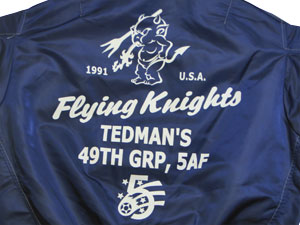 1991 U.S.A.
Flying Knights
TEDMAN'S
49TH GRP, 5AF
5